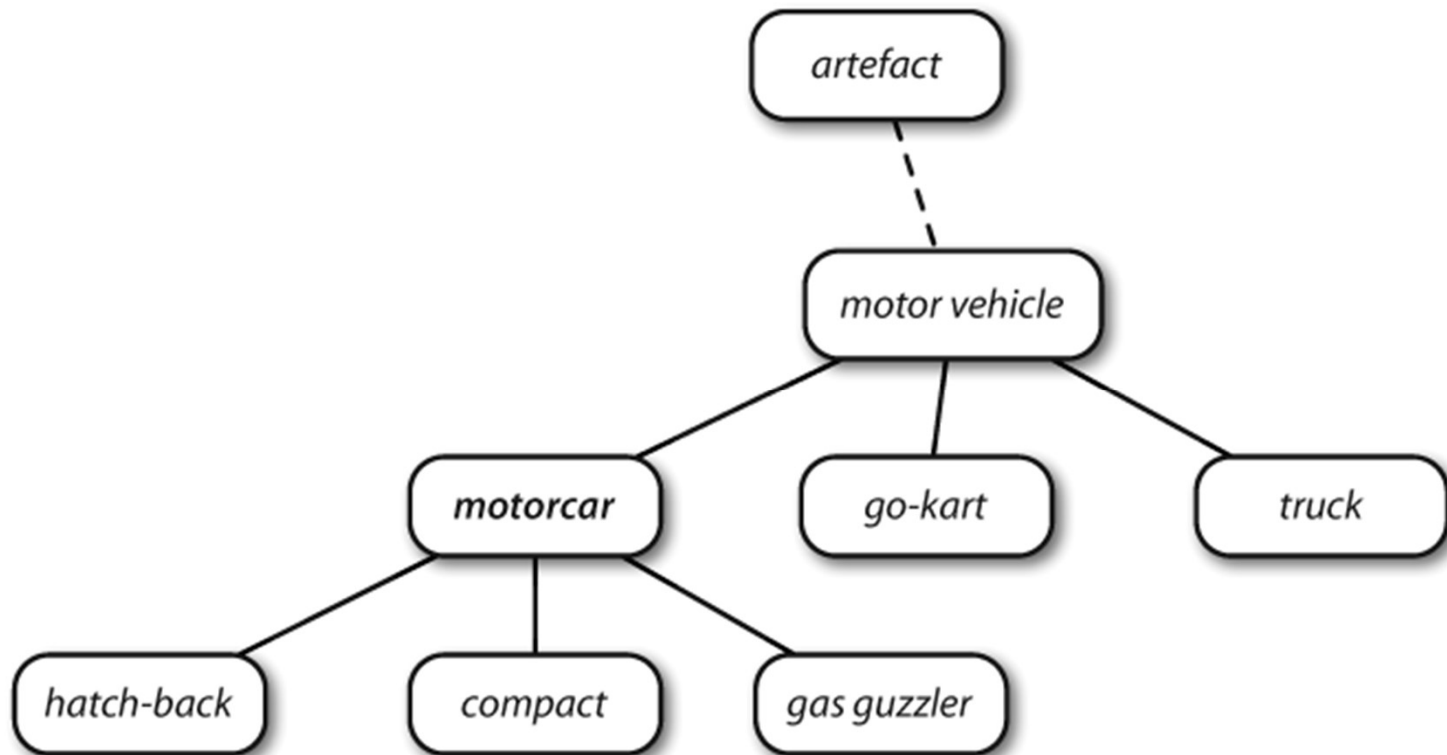 artefact
motor vehicle
motorcar
go-kart
truck
hatch-back
compact
gas guzzler